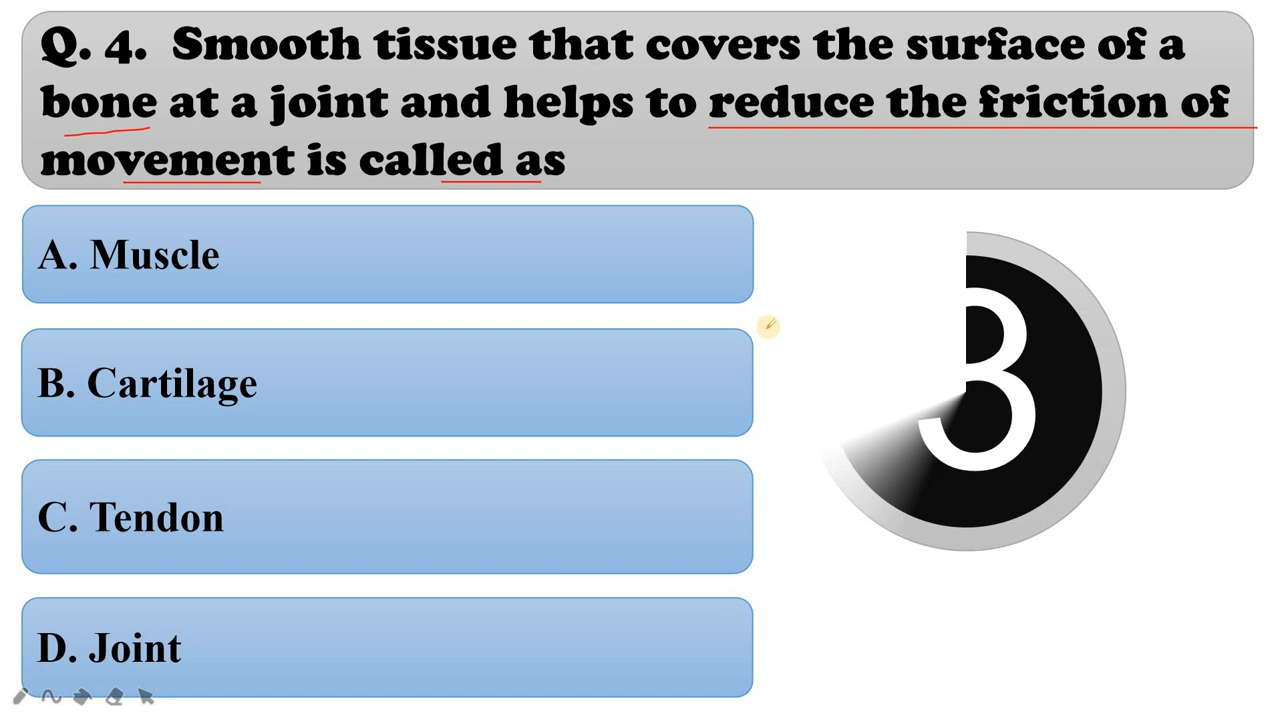 Q. 4. Smooth tissue that covers the surface of a
bone at a joint and helps to reduce the friction of
movement is called as
A. Muscle
B. Cartilage
C. Tendon
D. Joint
3